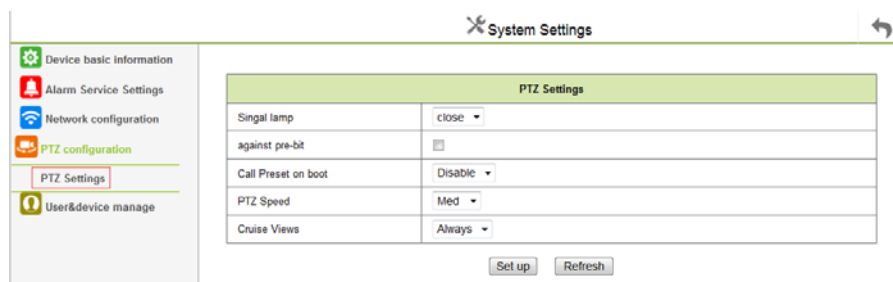 System Settings
Device basic information
Alarm Service Settings
Network configuration
PTZ configuration
PTZ Settings
User&device manage
PTZ Settings
Singal lamp close
against pre-bit
Call Preset on boot Disable
PTZ Speed Med
Cruise Views Always
Set up Refresh